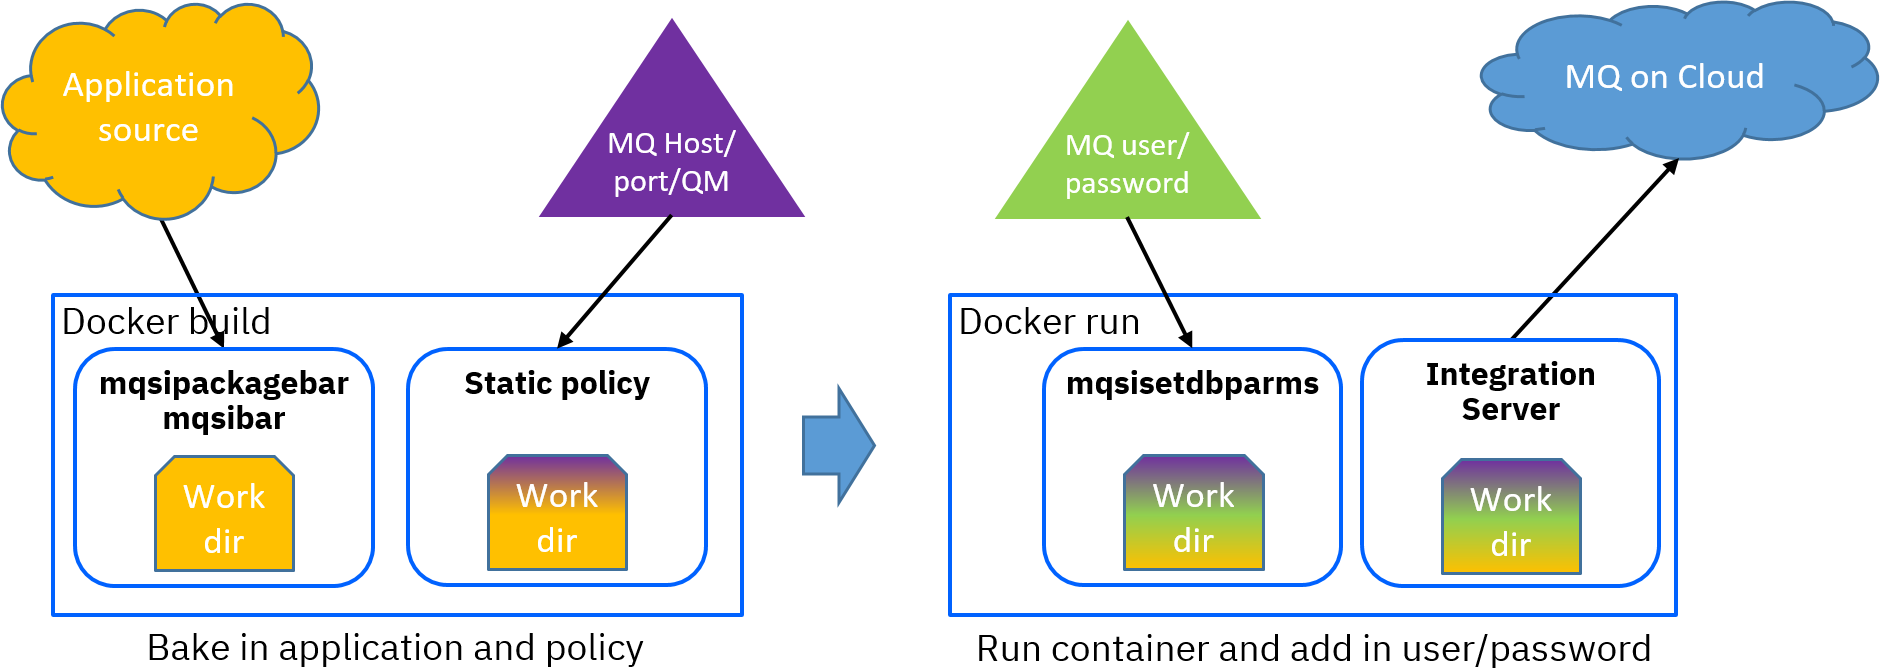 Application
source
MQ Host/
port/QM
MQ user/
password
MQ on Cloud
Docker build
mqsipackagebar
mqsibar
Work
dir
Static policy
Work
dir
Bake in application and policy
Docker run
mqsisetdbparms
Work
dir
Integration
Server
Work
dir
Run container and add in user/password